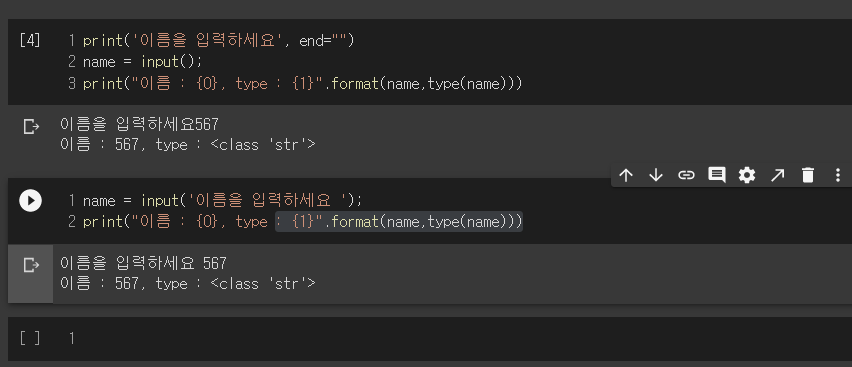 [4]
1 print('이름을 입력하세요', end="")
2 name = input();
3 print("이름 : {0}, type : {1}".format(name,type(name)))
이름을 입력하세요567
이름 : 567, type : <class 'str'>
1 name = input('이름을 입력하세요 ');
2 print("이름 : {0}, type : {1}".format(name,type(name)))
이름을 입력하세요 567
이름 : 567, type : <class 'str'>
[ ] 1